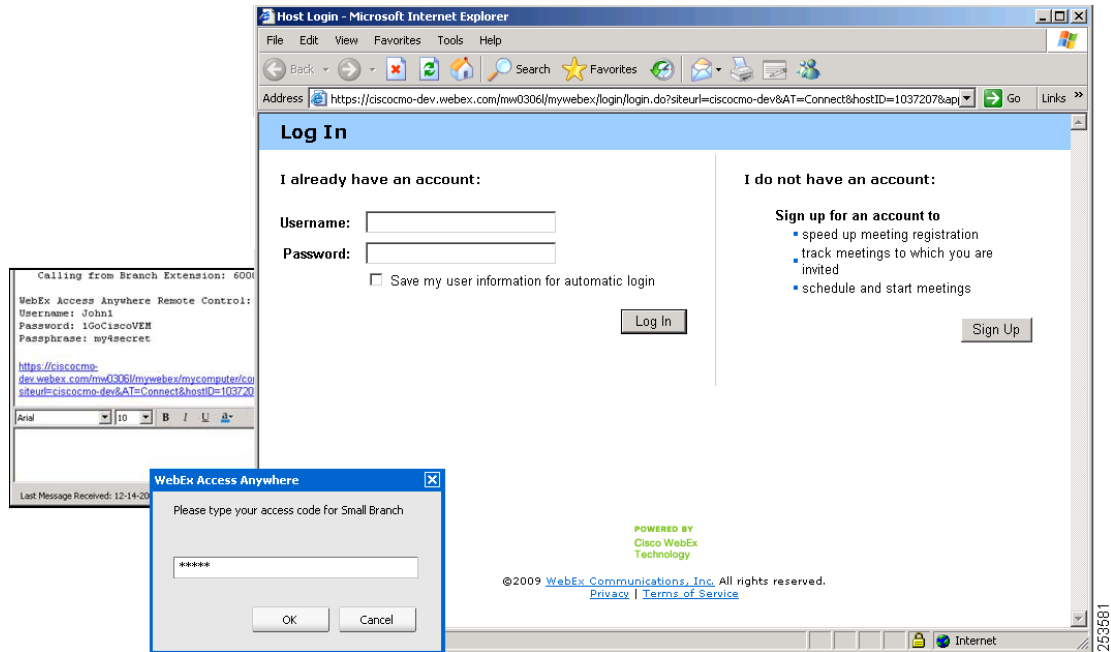 Host Login - Microsoft Internet Explorer
File Edit View Favorites Tools Help
Back Search Favorites
Address https://ciscocmo-dev.webex.com/mw0306l/mywebex/login/login.do?siteurl=ciscocmo-dev&AT=Connect&hostID=1037207&ap Go Links »
Log In
I already have an account:
Username:
Password:
Save my user information for automatic login
Log In
I do not have an account:
Sign up for an account to
speed up meeting registration
track meetings to which you are
invited
schedule and start meetings
Sign Up
Calling from Branch Extension: 600
WebEx Access Anywhere Remote Control:
Username: John1
Password: 1GoCiscoVEM
Passphrase: my4secret
https://ciscocmo-
dev.webex.com/mw0306l/mywebex/mycomputer/co
siteurl=ciscocmo-dev&AT=Connect&hostID=103720
Arial 10 B I U a
Last Message Received: 12-14-20
WebEx Access Anywhere
Please type your access code for Small Branch
*****
OK Cancel
POWERED BY
Cisco WebEx
Technology
©2009 WebEx Communications, Inc. All rights reserved.
Privacy | Terms of Service
Internet
253581